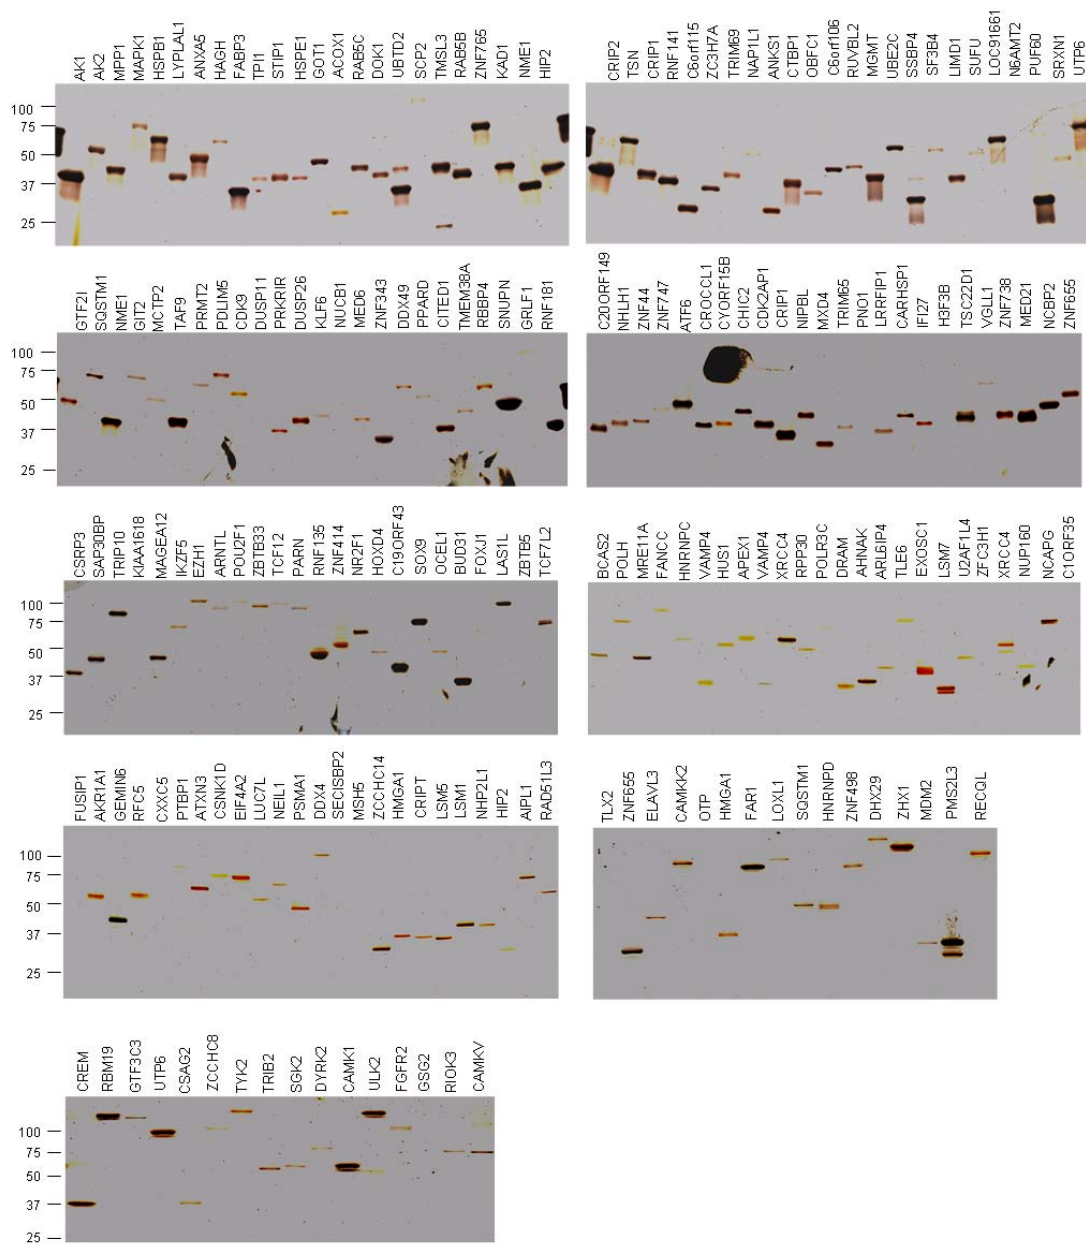 AK1 AK2 MPP1 MAPK1 HSPB1 LYPLAL1 ANXA5 HAGH FABP3 TPI1 STIP1 HSPE1 GOT1 ACOX1 RAB5C DOK1 UBTD2 SCP2 TMSL3 RAB5B ZNF765 KAD1 NME1 HIP2
100
75
50
37
25
CRIP2 TSN CRIP1 RNF141 C6orf115 ZC3H7A TRIM69 NAP1L1 ANKS1 CTBP1 OBFC1 C6orf106 RUVBL2 MGMT UBE2C SSBP4 SF3B4 LIMD1 SUFU LOC91661 N6AMT2 PUF60 SRXN1 UTP6
GTF2I SQSTM1 NME1 GIT2 MCTP2 TAF9 PRMT2 PDLIM5 CDK9 DUSP11 PRKRIR DUSP26 KLF6 NUCB1 MED6 ZNF343 DDX49 PPARD CITED1 TMEM38A RBBP4 SNUPN GRLF1 RNF181
100
75
50
37
25
C20ORF149 NHLH1 ZNF44 ZNF747 ATF6 CROCCL1 CYORF15B CHIC2 CDK2AP1 CRIP1 NIPBL MXD4 TRIM65 PNO1 LRRFIP1 CARHSP1 IFI27 H3F3B TSC22D1 VGLL1 ZNF738 MED21 NCBP2 ZNF655
CSRP3 SAP30BP TRIP10 KIAA1618 MAGEA12 IKZF5 EZH1 ARNTL POU2F1 ZBTB33 TCF12 PARN RNF135 ZNF414 NR2F1 HOXD4 C19ORF43 SOX9 OCEL1 BUD31 FOXJ1 LAS1L ZBTB5 TCF7L2
100
75
50
37
25
BCAS2 POLH MRE11A FANCC HNRNPC VAMP4 HUS1 APEX1 VAMP4 XRCC4 RPP30 POLR3C DRAM AHNAK ARL6IP4 TLE6 EXOSC1 LSM7 U2AF1L4 ZFC3H1 XRCC4 NUP160 NCAPG C1ORF35
FUSIP1 AKR1A1 GEMIN6 RFC5 CXXC5 PTBP1 ATXN3 CSNK1D EIF4A2 LUC7L NEIL1 PSMA1 DDX4 SECISBP2 MSH5 ZCCHC14 HMGA1 CRIPT LSM5 LSM1 NHP2L1 HIP2 AIPL1 RAD51L3
100
75
50
37
25
TLX2 ZNF655 ELAVL3 CAMKK2 OTP HMGA1 FAR1 LOXL1 SQSTM1 HNRNPD ZNF498 DHX29 ZHX1 MDM2 PMS2L3 RECQL
CREM RBM19 GTF3C3 UTP6 CSAG2 ZCCHC8 TYK2 TRIB2 SGK2 DYRK2 CAMK1 ULK2 FGFR2 GSG2 RIOK3 CAMKV
100
75
50
37
25